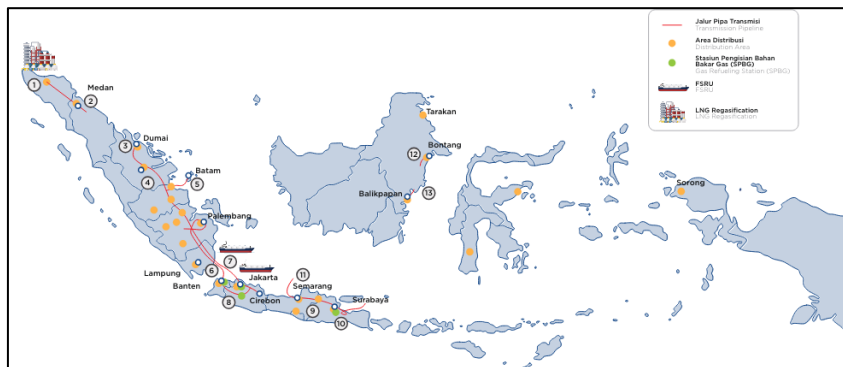 Jalur Pipa Transmisi
Transmission Pipeline
Area Distribusi
Distribution Area
Stasiun Pengisian Bahan
Bakar Gas (SPBG)
Gas Refueling Station (SPBG)
FSRU
FSRU
LNG Regasification
LNG Regasification
1
Medan
2
Dumai
3
4
Batam
5
Palembang
Lampung
6
7
Banten
Jakarta
8
Cirebon
11
Semarang
9
Surabaya
10
Tarakan
12
Bontang
Balikpapan
13
Sorong